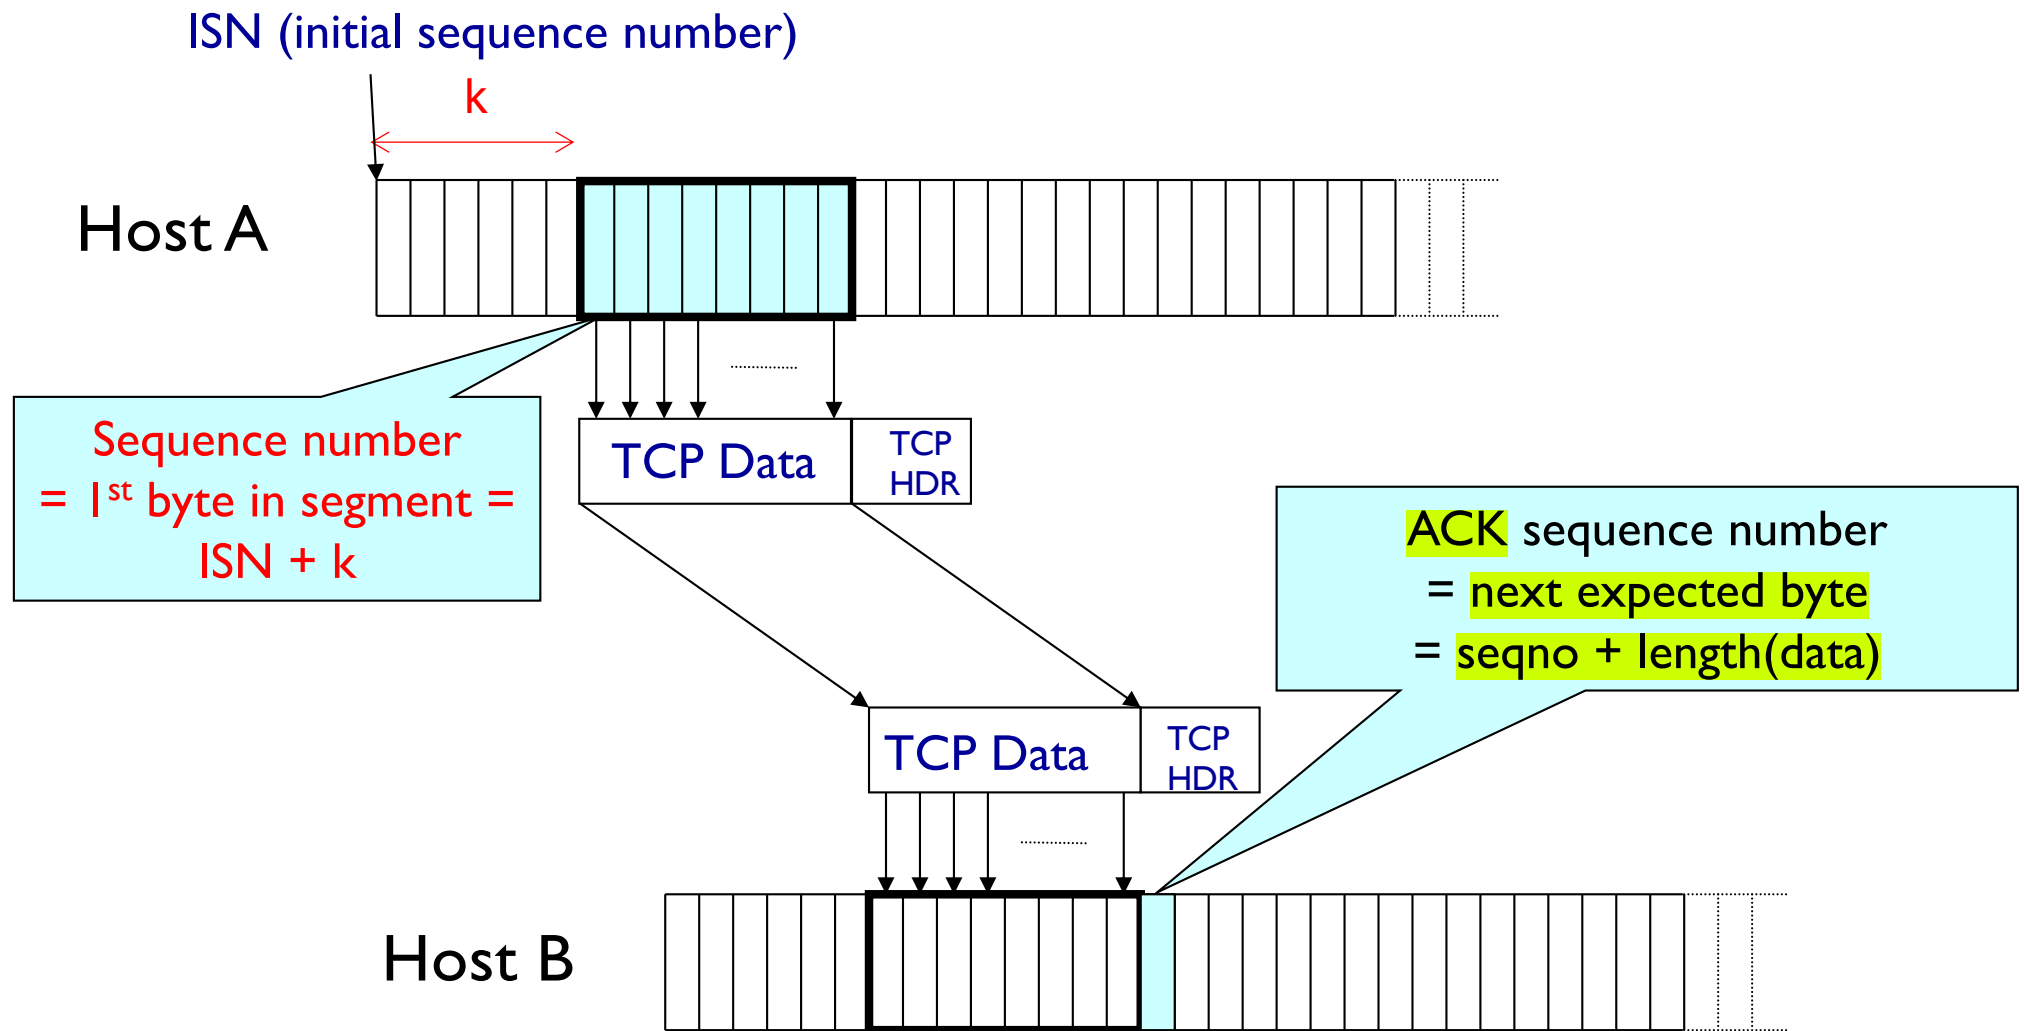 ISN (initial sequence number)
k
Host A
Sequence number
= 1st byte in segment =
ISN + k
TCP Data
TCP
HDR
ACK sequence number
= next expected byte
= seqno + length(data)
TCP Data
TCP
HDR
Host B